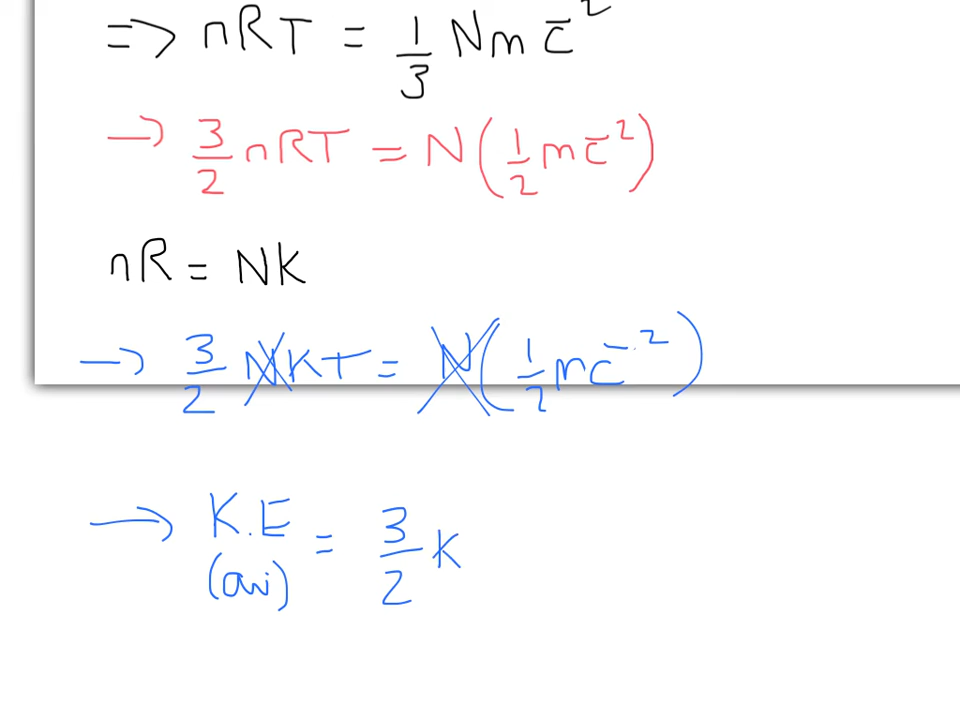 => nRT = 1/3 Nm c̄²
→ 3/2 nRT = N(1/2 mc̄²)
nR = NK
→ 3/2 NKT = N(1/2 mc̄²)
→ K.E (av) = 3/2 K